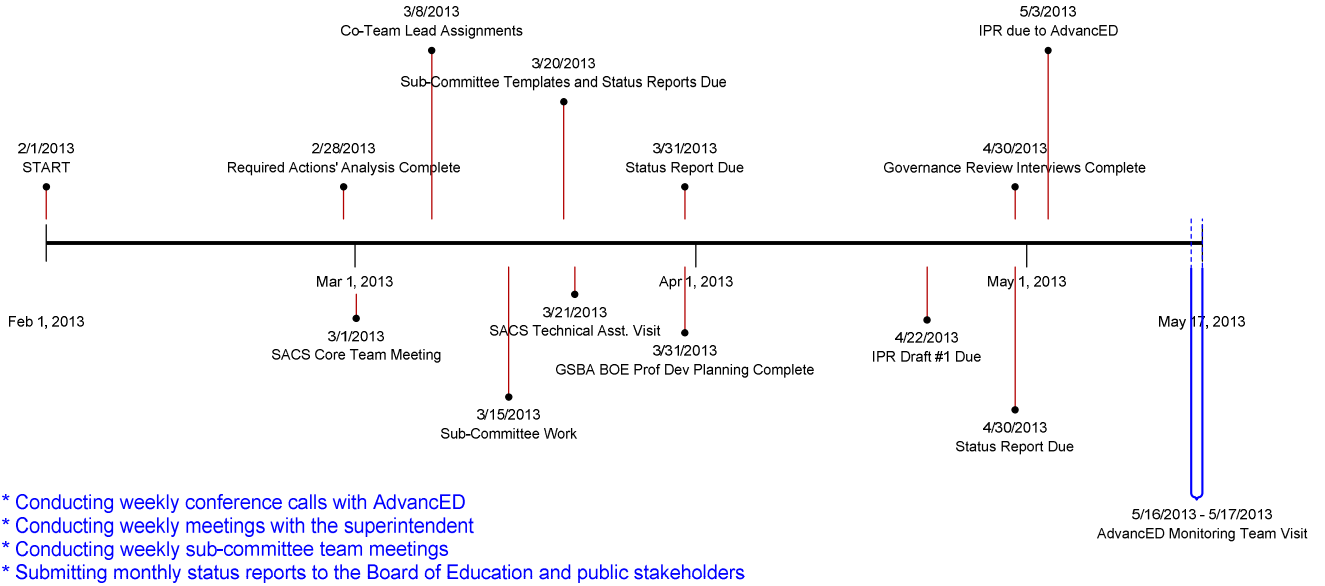 3/8/2013
Co-Team Lead Assignments
5/3/2013
IPR due to AdvancED
3/20/2013
Sub-Committee Templates and Status Reports Due
2/1/2013
START
2/28/2013
Required Actions' Analysis Complete
3/31/2013
Status Report Due
4/30/2013
Governance Review Interviews Complete
Mar 1, 2013
Apr 1, 2013
May 1, 2013
Feb 1, 2013
May 17, 2013
3/1/2013
SACS Core Team Meeting
3/21/2013
SACS Technical Asst. Visit
3/31/2013
GSBA BOE Prof Dev Planning Complete
4/22/2013
IPR Draft #1 Due
3/15/2013
Sub-Committee Work
4/30/2013
Status Report Due
5/16/2013 - 5/17/2013
AdvancED Monitoring Team Visit
* Conducting weekly conference calls with AdvancED
* Conducting weekly meetings with the superintendent
* Conducting weekly sub-committee team meetings
* Submitting monthly status reports to the Board of Education and public stakeholders